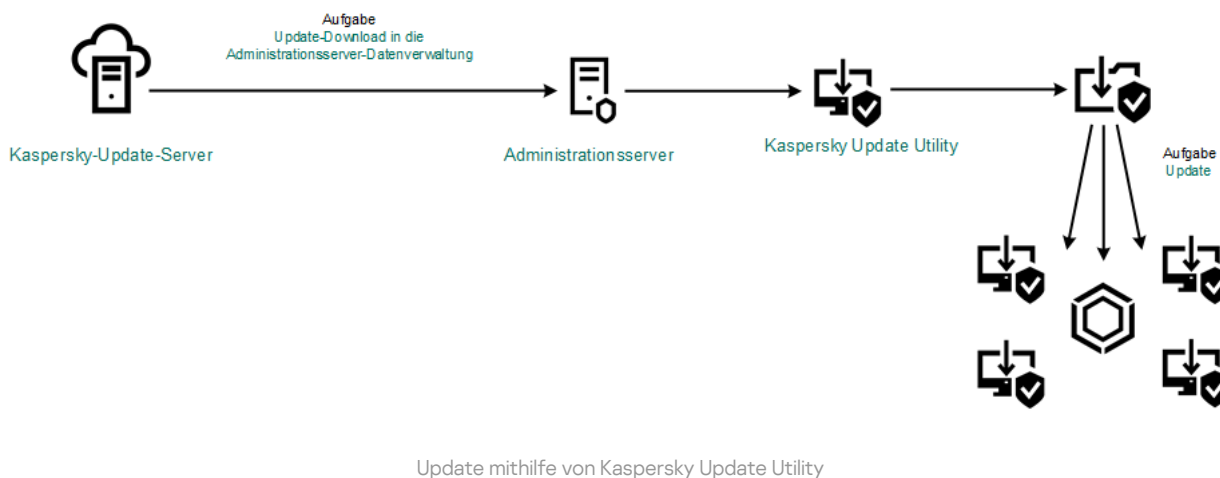 Aufgabe
Update-Download in die
Administrationsserver-Datenverwaltung
Kaspersky-Update-Server
Administrationsserver
Kaspersky Update Utility
Aufgabe
Update
Update mithilfe von Kaspersky Update Utility